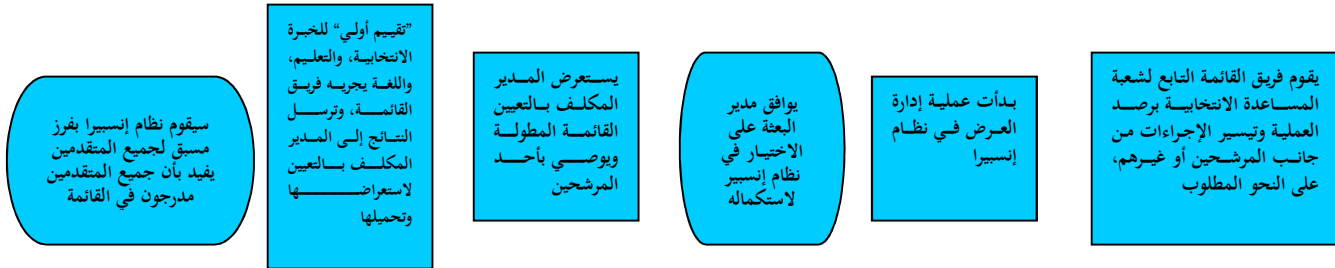 سيقوم نظام إنسبيرا بفرز
مسبق لجميع المتقدمين
يفيد بأن جميع المتقدمين
مدرجون في القائمة
"تقييم أولي" للخبرة
الانتخابية، والتعليم،
واللغة يجريه فريق
القائمة، وترسل
النتائج إلى المدير
المكلف بالتعيين
لاستعراضها
وتحميلها
يستعرض المدير
المكلف بالتعيين
القائمة المطولة
ويوصي بأحد
المرشحين
يوافق مدير
البعثة على
الاختيار في
نظام إنسبير
لاستكماله
بدأت عملية إدارة
العرض في نظام
إنسبيرا
يقوم فريق القائمة التابع لشعبة
المساعدة الانتخابية برصد
العملية وتيسير الإجراءات من
جانب المرشحين أو غيرهم،
على النحو المطلوب